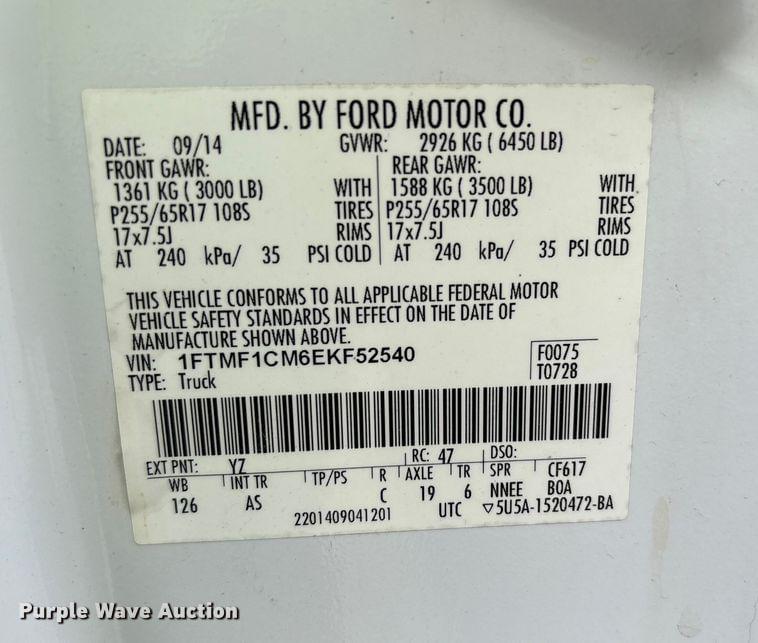 MFD. BY FORD MOTOR CO.
DATE: 09/14 GVWR: 2926 KG ( 6450 LB)
FRONT GAWR: REAR GAWR:
1361 KG ( 3000 LB) WITH 1588 KG ( 3500 LB) WITH
P255/65R17 108S TIRES P255/65R17 108S TIRES
17x7.5J RIMS 17x7.5J RIMS
AT 240 kPa/ 35 PSI COLD AT 240 kPa/ 35 PSI COLD
THIS VEHICLE CONFORMS TO ALL APPLICABLE FEDERAL MOTOR
VEHICLE SAFETY STANDARDS IN EFFECT ON THE DATE OF
MANUFACTURE SHOWN ABOVE.
VIN: 1FTMF1CM6EKF52540 F0075
TYPE: Truck T0728
EXT PNT: YZ RC: 47 DSO:
WB INT TR TP/PS R AXLE TR SPR CF617
126 AS C 19 6 NNEE BOA
2201409041201 UTC ▽5U5A-1520472-BA
Purple Wave Auction